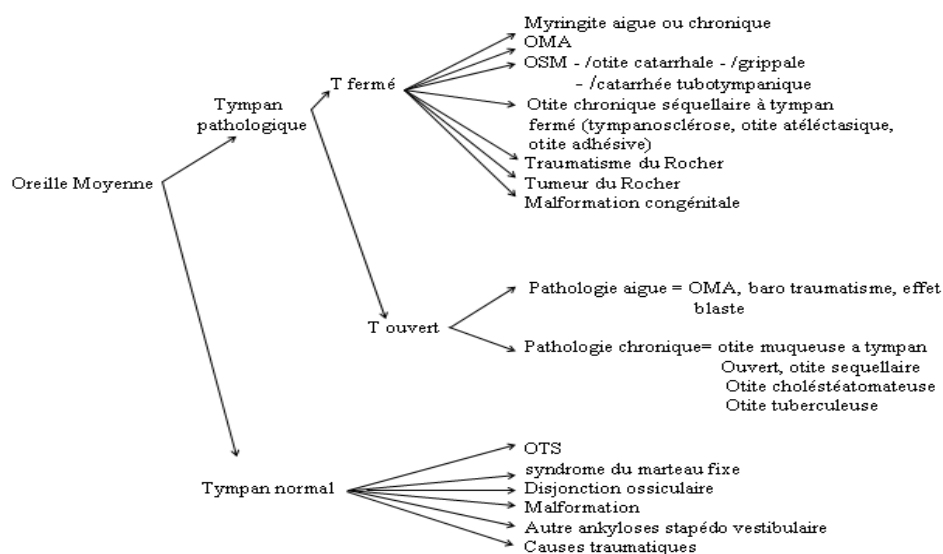 Oreille Moyenne
Tympan
pathologique
T fermé
Myringite aigue ou chronique
OMA
OSM - /otite catarrhale - /grippale
- /catarrhée tubotympanique
Otite chronique séquellaire à tympan
fermé (tympanosclérose, otite atéléctasique,
otite adhésive)
Traumatisme du Rocher
Tumeur du Rocher
Malformation congénitale
T ouvert
Pathologie aigue = OMA, baro traumatisme, effet
blaste
Pathologie chronique= otite muqueuse a tympan
Ouvert, otite sequellaire
Otite choléstéatomateuse
Otite tuberculeuse
Tympan normal
OTS
syndrome du marteau fixe
Disjonction ossiculaire
Malformation
Autre ankyloses stapédo vestibulaire
Causes traumatiques